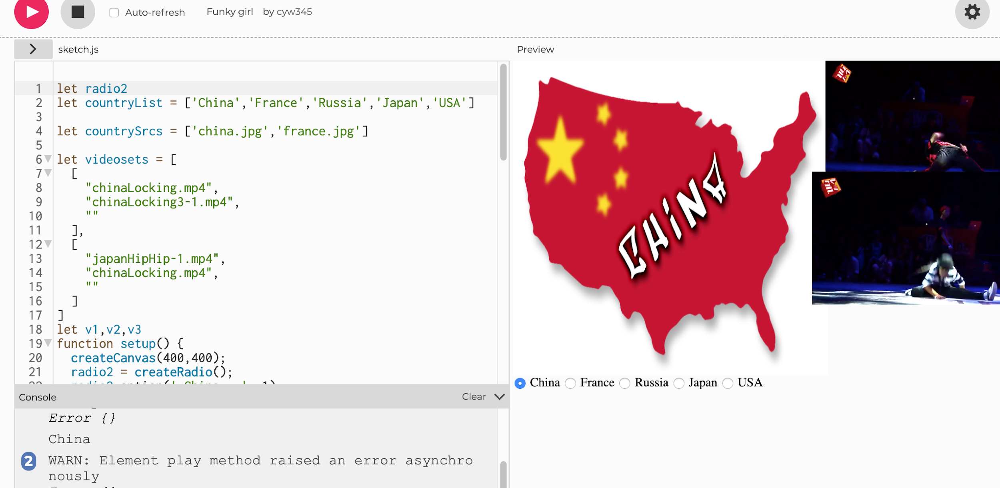 Auto-refresh Funky girl by cyw345
sketch.js
Preview
1 let radio2
2 let countryList = ['China','France','Russia','Japan','USA']
3
4 let countrySrcs = ['china.jpg','france.jpg']
5
6 let videosets = [
7 [
8 "chinaLocking.mp4",
9 "chinaLocking3-1.mp4",
10 ""
11 ],
12 [
13 "japanHipHip-1.mp4",
14 "chinaLocking.mp4",
15 ""
16 ]
17 ]
18 let v1,v2,v3
19 function setup() {
20 createCanvas(400,400);
21 radio2 = createRadio();
CHINA
China France Russia Japan USA
Console
Clear
Error {}
China
2 WARN: Element play method raised an error asynchro
nously